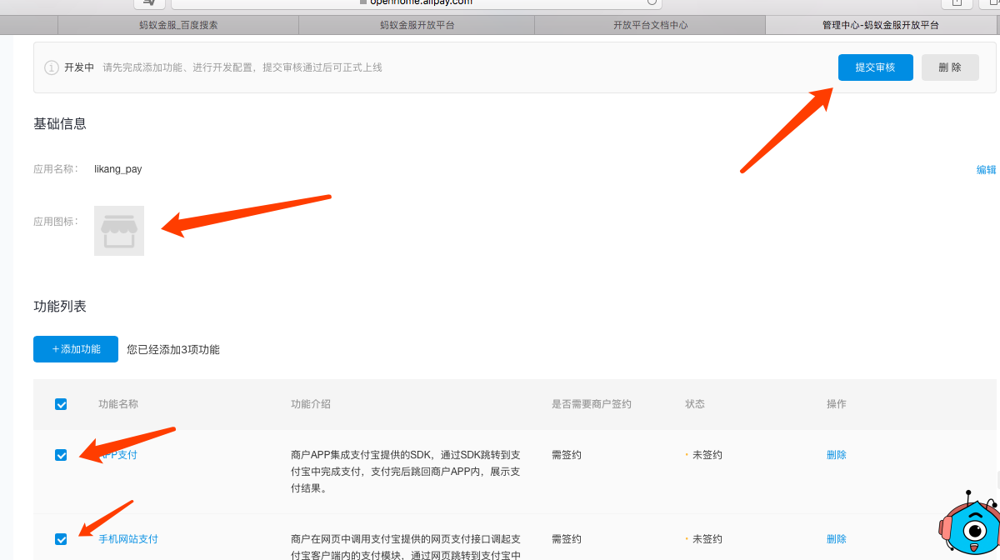 openhome.alipay.com
蚂蚁金服_百度搜索
蚂蚁金服开放平台
开放平台文档中心
管理中心-蚂蚁金服开放平台
开发中 请先完成添加功能、进行开发配置，提交审核通过后可正式上线
提交审核
删 除
基础信息
应用名称： likang_pay
编辑
应用图标：
功能列表
+添加功能 您已经添加3项功能
功能名称 功能介绍 是否需要商户签约 状态 操作
APP支付
商户APP集成支付宝提供的SDK，通过SDK跳转到支
付宝中完成支付，支付完后跳回商户APP内，展示支
付结果。
需签约
未签约
删除
手机网站支付
商户在网页中调用支付宝提供的网页支付接口调起支
付宝客户端内的支付模块，通过网页跳转到支付宝中
需签约
未签约
删除